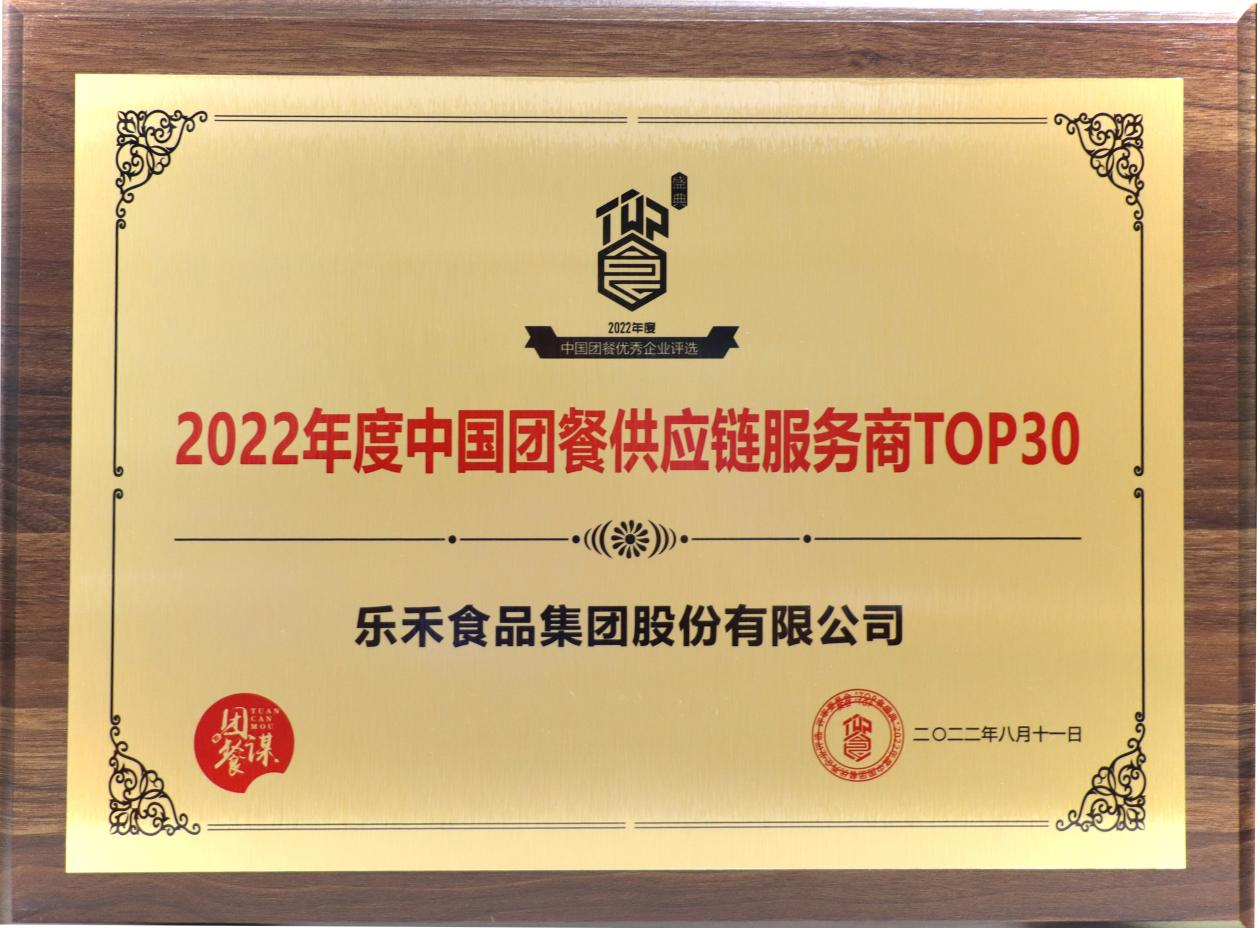 盛典
TOP
食
2022年度
中国团餐优秀企业评选
2022年度中国团餐供应链服务商TOP30
乐禾食品集团股份有限公司
团餐谋
TUAN
CAN
MOU
TOP
食
二〇二二年八月十一日